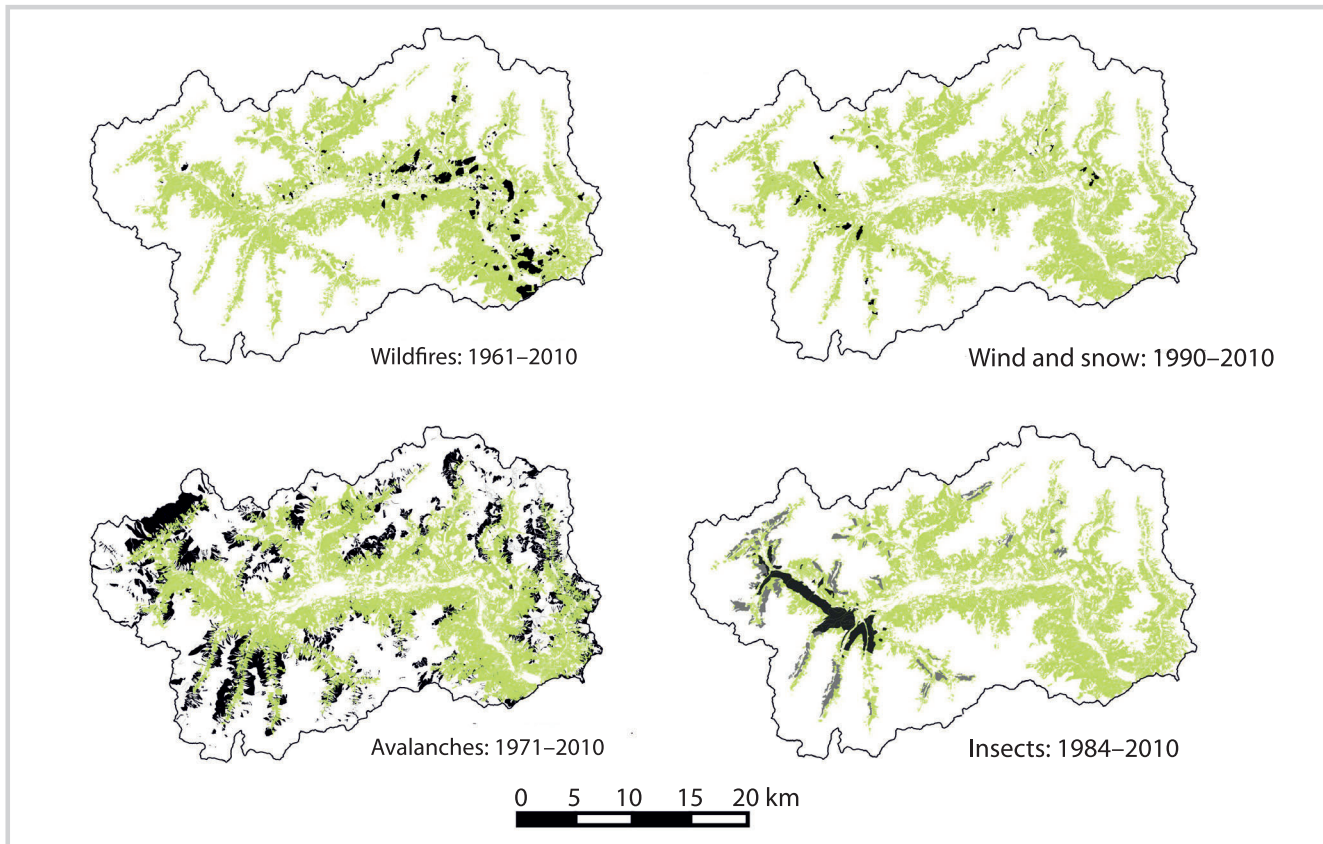 Wildfires: 1961–2010
Wind and snow: 1990–2010
Avalanches: 1971–2010
Insects: 1984–2010
0 5 10 15 20 km